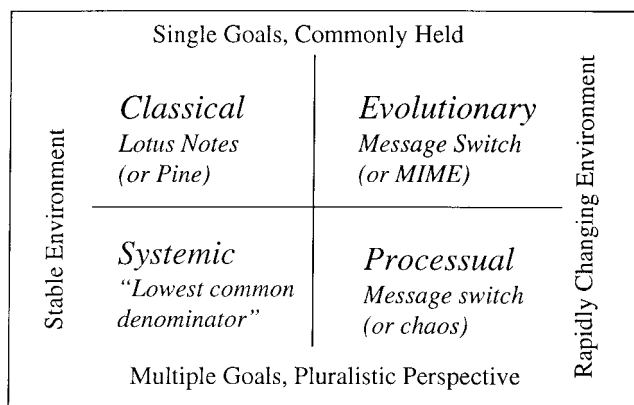 Single Goals, Commonly Held
Stable Environment
Classical
Lotus Notes
(or Pine)
Evolutionary
Message Switch
(or MIME)
Systemic
“Lowest common
denominator”
Processual
Message switch
(or chaos)
Rapidly Changing Environment
Multiple Goals, Pluralistic Perspective